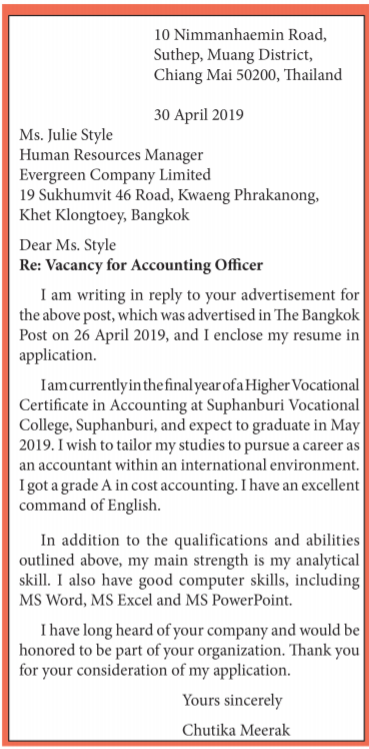 10 Nimmanhaemin Road,
Suthep, Muang District,
Chiang Mai 50200, Thailand
30 April 2019
Ms. Julie Style
Human Resources Manager
Evergreen Company Limited
19 Sukhumvit 46 Road, Kwaeng Phrakanong,
Khet Klongtoey, Bangkok
Dear Ms. Style
Re: Vacancy for Accounting Officer
I am writing in reply to your advertisement for
the above post, which was advertised in The Bangkok
Post on 26 April 2019, and I enclose my resume in
application.
I am currently in the final year of a Higher Vocational
Certificate in Accounting at Suphanburi Vocational
College, Suphanburi, and expect to graduate in May
2019. I wish to tailor my studies to pursue a career as
an accountant within an international environment.
I got a grade A in cost accounting. I have an excellent
command of English.
In addition to the qualifications and abilities
outlined above, my main strength is my analytical
skill. I also have good computer skills, including
MS Word, MS Excel and MS PowerPoint.
I have long heard of your company and would be
honored to be part of your organization. Thank you
for your consideration of my application.
Yours sincerely
Chutika Meerak